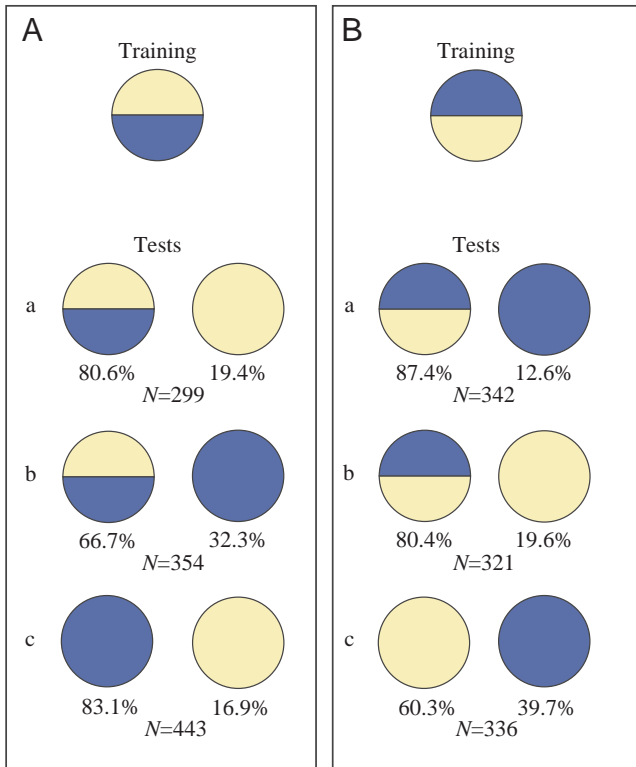 A
Training
Tests
a
80.6% 19.4%
N=299
b
66.7% 32.3%
N=354
c
83.1% 16.9%
N=443
B
Training
Tests
a
87.4% 12.6%
N=342
b
80.4% 19.6%
N=321
c
60.3% 39.7%
N=336